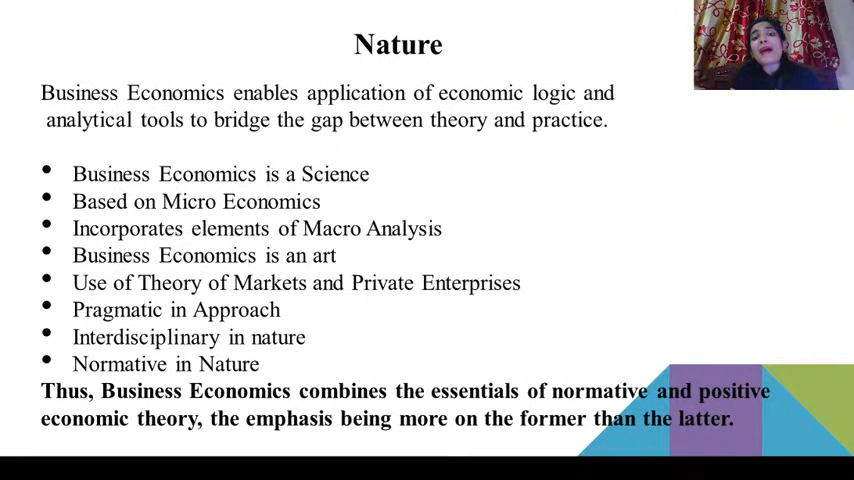 Nature
Business Economics enables application of economic logic and
analytical tools to bridge the gap between theory and practice.
• Business Economics is a Science
• Based on Micro Economics
• Incorporates elements of Macro Analysis
• Business Economics is an art
• Use of Theory of Markets and Private Enterprises
• Pragmatic in Approach
• Interdisciplinary in nature
• Normative in Nature
Thus, Business Economics combines the essentials of normative and positive
economic theory, the emphasis being more on the former than the latter.